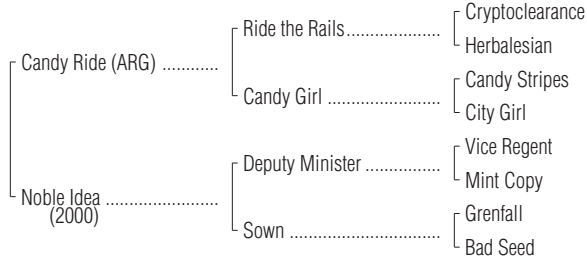 Cryptoclearance
Ride the Rails
Herbalesian
Candy Ride (ARG)
Candy Stripes
Candy Girl
City Girl
Vice Regent
Deputy Minister
Mint Copy
Noble Idea
(2000)
Grenfall
Sown
Bad Seed